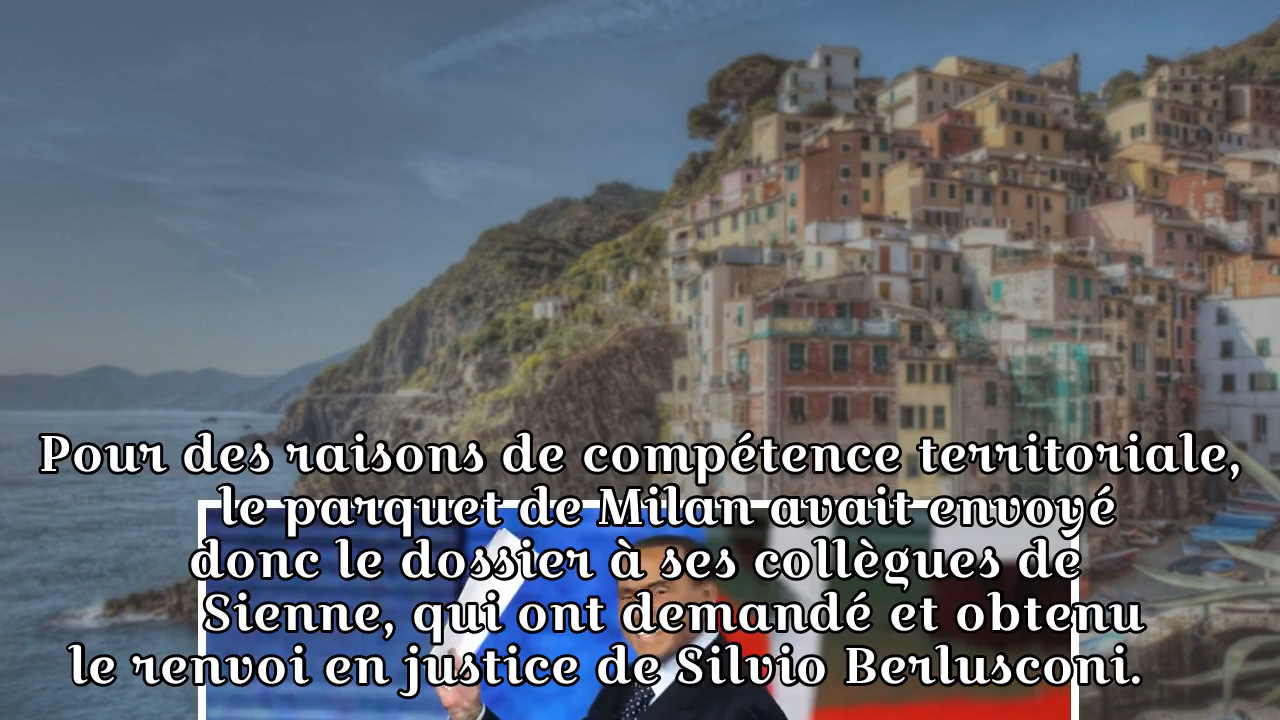 Pour des raisons de compétence territoriale,
le parquet de Milan avait envoyé
donc le dossier à ses collègues de
Sienne, qui ont demandé et obtenu
le renvoi en justice de Silvio Berlusconi.